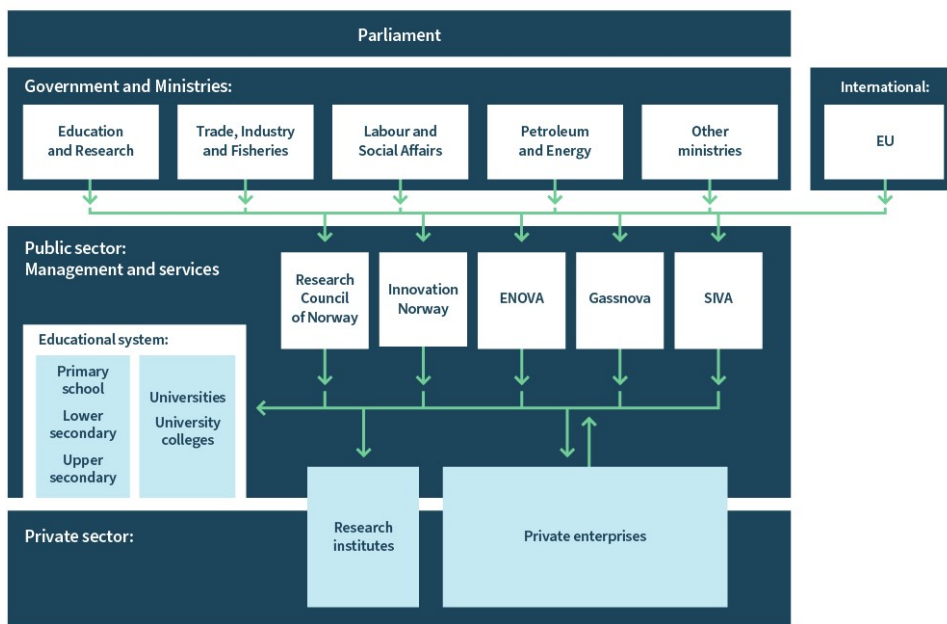 Parliament
Government and Ministries:
Education
and Research
Trade, Industry
and Fisheries
Labour and
Social Affairs
Petroleum
and Energy
Other
ministries
International:
EU
Public sector:
Management and services
Research
Council
of Norway
Innovation
Norway
ENOVA
Gassnova
SIVA
Educational system:
Primary
school
Lower
secondary
Upper
secondary
Universities
University
colleges
Private sector:
Research
institutes
Private enterprises